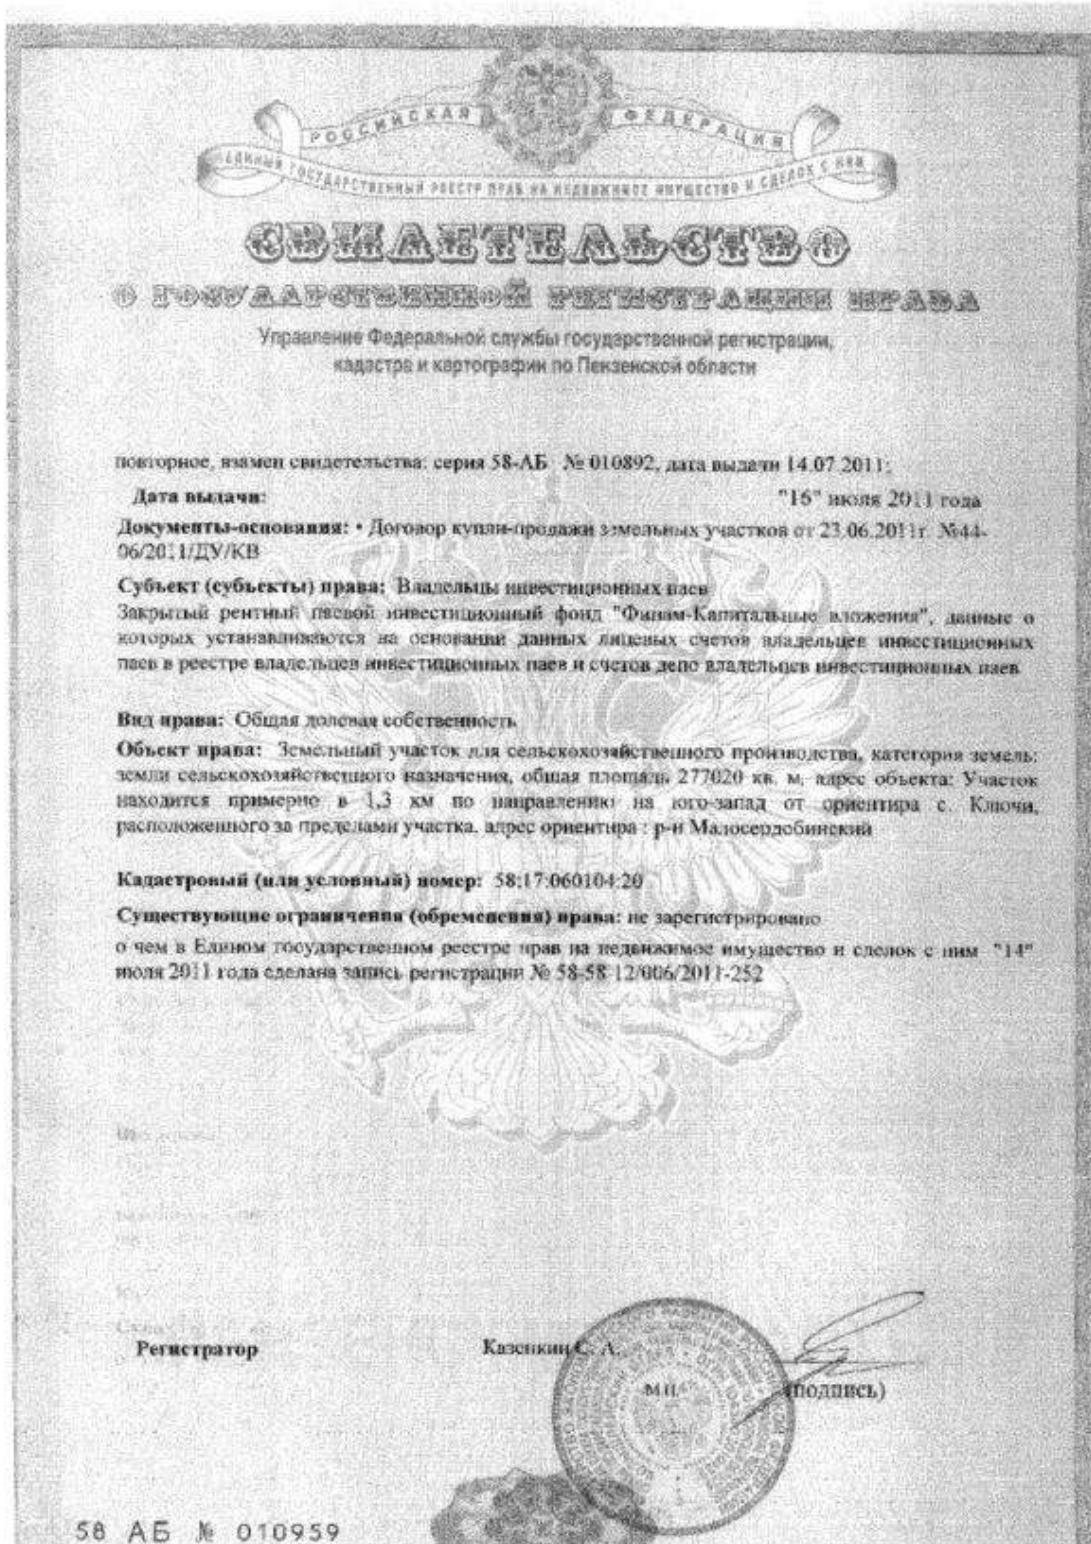 РОССИЙСКАЯ ФЕДЕРАЦИЯ
ЕДИНЫЙ ГОСУДАРСТВЕННЫЙ РЕЕСТР ПРАВ НА НЕДВИЖИМОЕ ИМУЩЕСТВО И СДЕЛОК С НИМ
СВИДЕТЕЛЬСТВО
О ГОСУДАРСТВЕННОЙ РЕГИСТРАЦИИ ПРАВА
Управление Федеральной службы государственной регистрации,
кадастра и картографии по Пензенской области
повторное, взамен свидетельства: серия 58-АБ № 010892, дата выдачи 14.07.2011;
Дата выдачи: "16" июля 2011 года
Документы-основания: • Договор купли-продажи земельных участков от 23.06.2011г. №44-
06/2011/ДУ/КВ
Субъект (субъекты) права: Владельцы инвестиционных паев
Закрытый рентный паевой инвестиционный фонд "Финам-Капитальные вложения", данные о
которых устанавливаются на основании данных лицевых счетов владельцев инвестиционных
паев в реестре владельцев инвестиционных паев и счетов депо владельцев инвестиционных паев
Вид права: Общая долевая собственность
Объект права: Земельный участок для сельскохозяйственного производства, категория земель:
земли сельскохозяйственного назначения, общая площадь 277020 кв. м, адрес объекта: Участок
находится примерно в 1,3 км по направлению на юго-запад от ориентира с. Ключи,
расположенного за пределами участка, адрес ориентира : р-н Малосердобинский
Кадастровый (или условный) номер: 58:17:060104:20
Существующие ограничения (обременения) права: не зарегистрировано
о чем в Едином государственном реестре прав на недвижимое имущество и сделок с ним "14"
июля 2011 года сделана запись регистрации № 58-58-12/006/2011-252
Регистратор Казенкин С. А.
М.П. (подпись)
58 АБ № 010959